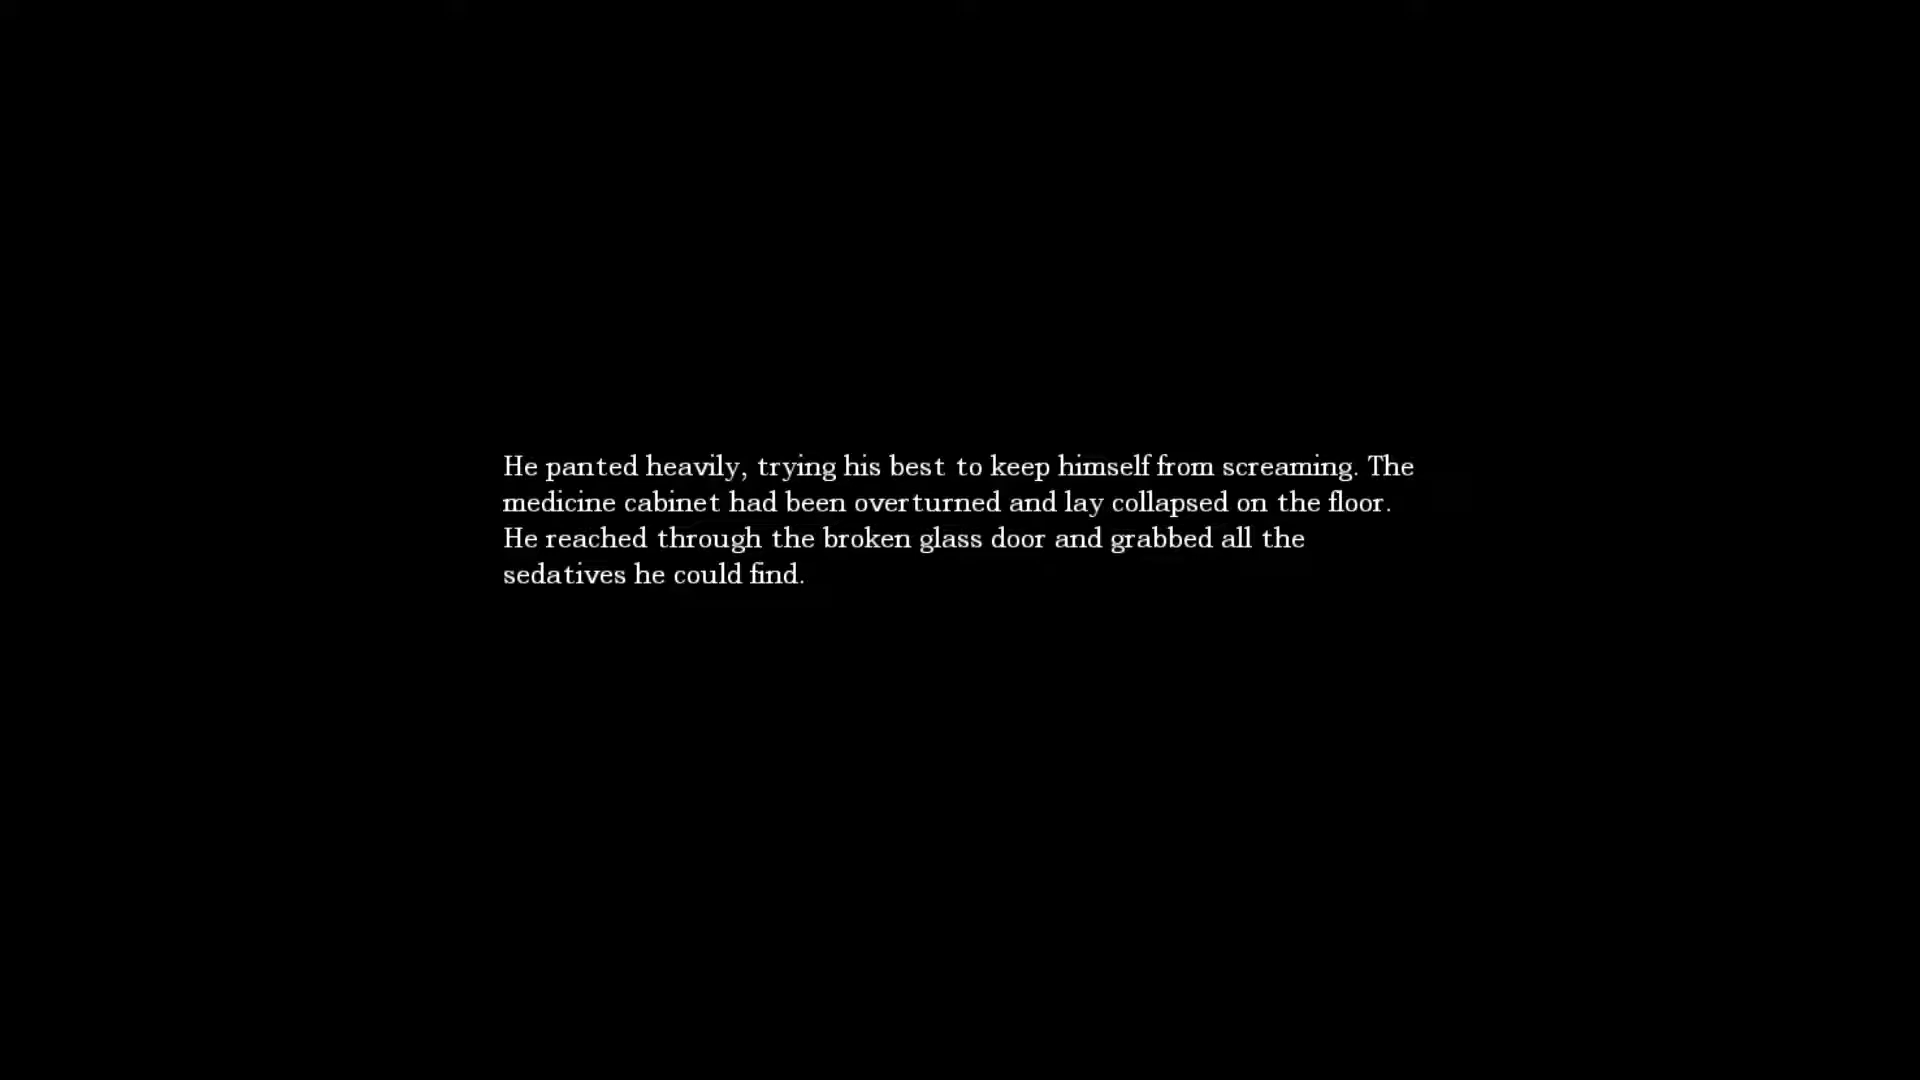 He panted heavily, trying his best to keep himself from screaming. The
medicine cabinet had been overturned and lay collapsed on the floor.
He reached through the broken glass door and grabbed all the
sedatives he could find.